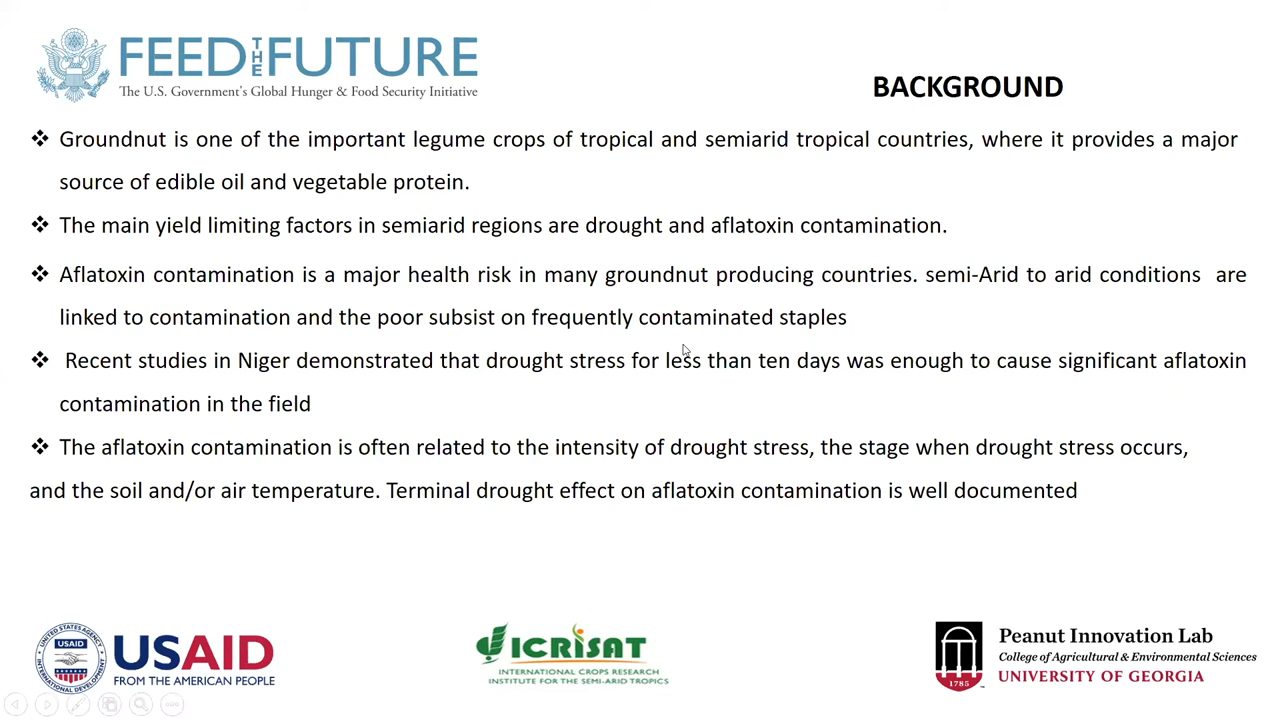 FEED THE FUTURE
The U.S. Government's Global Hunger & Food Security Initiative
BACKGROUND
❖ Groundnut is one of the important legume crops of tropical and semiarid tropical countries, where it provides a major
source of edible oil and vegetable protein.
❖ The main yield limiting factors in semiarid regions are drought and aflatoxin contamination.
❖ Aflatoxin contamination is a major health risk in many groundnut producing countries. semi-Arid to arid conditions are
linked to contamination and the poor subsist on frequently contaminated staples
❖ Recent studies in Niger demonstrated that drought stress for less than ten days was enough to cause significant aflatoxin
contamination in the field
❖ The aflatoxin contamination is often related to the intensity of drought stress, the stage when drought stress occurs,
and the soil and/or air temperature. Terminal drought effect on aflatoxin contamination is well documented
UNITED STATES AGENCY
INTERNATIONAL DEVELOPMENT
USAID
USAID
FROM THE AMERICAN PEOPLE
ICRISAT
INTERNATIONAL CROPS RESEARCH
INSTITUTE FOR THE SEMI-ARID TROPICS
1785
Peanut Innovation Lab
College of Agricultural & Environmental Sciences
UNIVERSITY OF GEORGIA